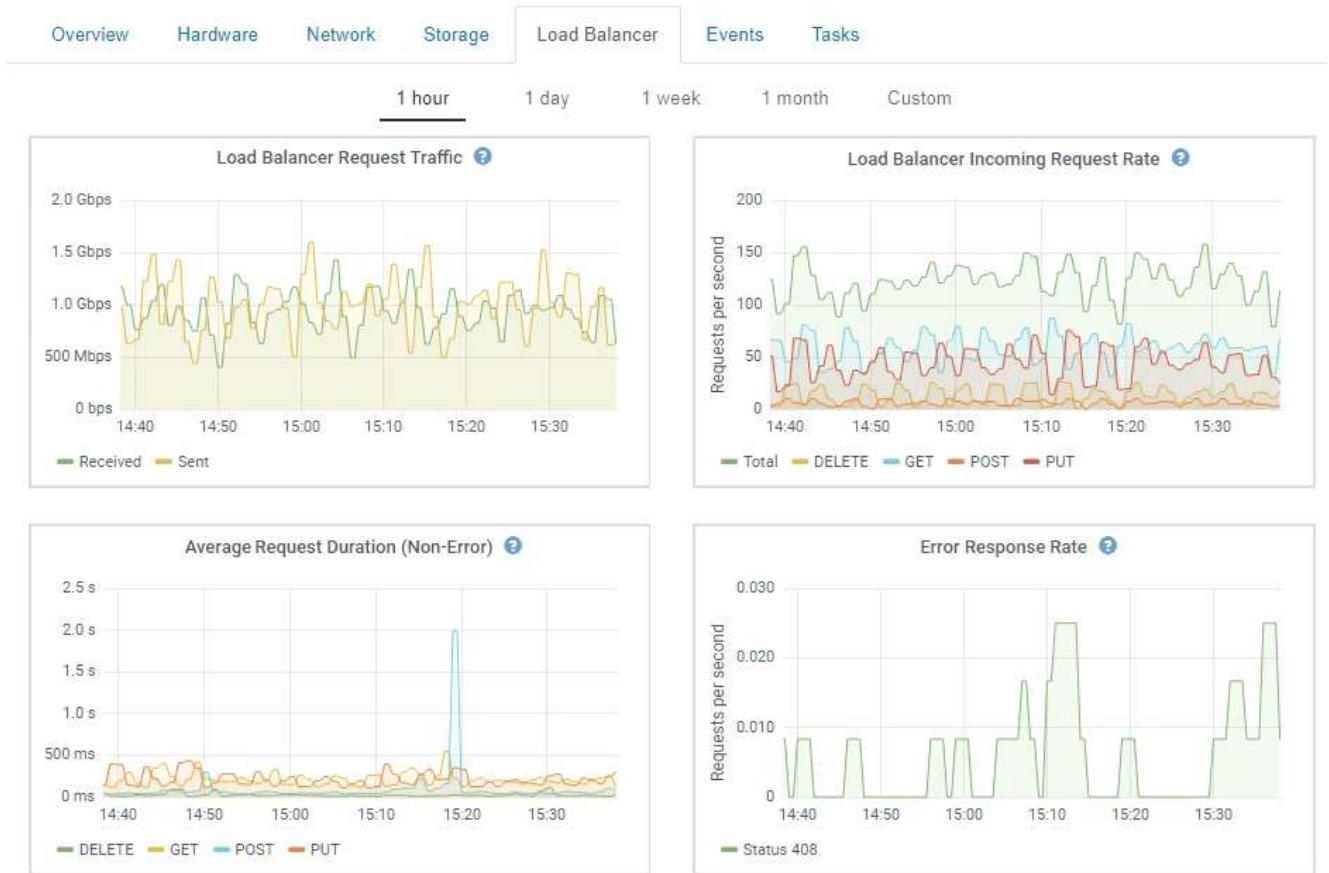 Overview Hardware Network Storage Load Balancer Events Tasks
1 hour 1 day 1 week 1 month Custom
Load Balancer Request Traffic ?
2.0 Gbps
1.5 Gbps
1.0 Gbps
500 Mbps
0 bps
14:40 14:50 15:00 15:10 15:20 15:30
Received Sent
Load Balancer Incoming Request Rate ?
Requests per second
200
150
100
50
0
14:40 14:50 15:00 15:10 15:20 15:30
Total DELETE GET POST PUT
Average Request Duration (Non-Error) ?
2.5 s
2.0 s
1.5 s
1.0 s
500 ms
0 ms
14:40 14:50 15:00 15:10 15:20 15:30
DELETE GET POST PUT
Error Response Rate ?
Requests per second
0.030
0.020
0.010
0
14:40 14:50 15:00 15:10 15:20 15:30
Status 408